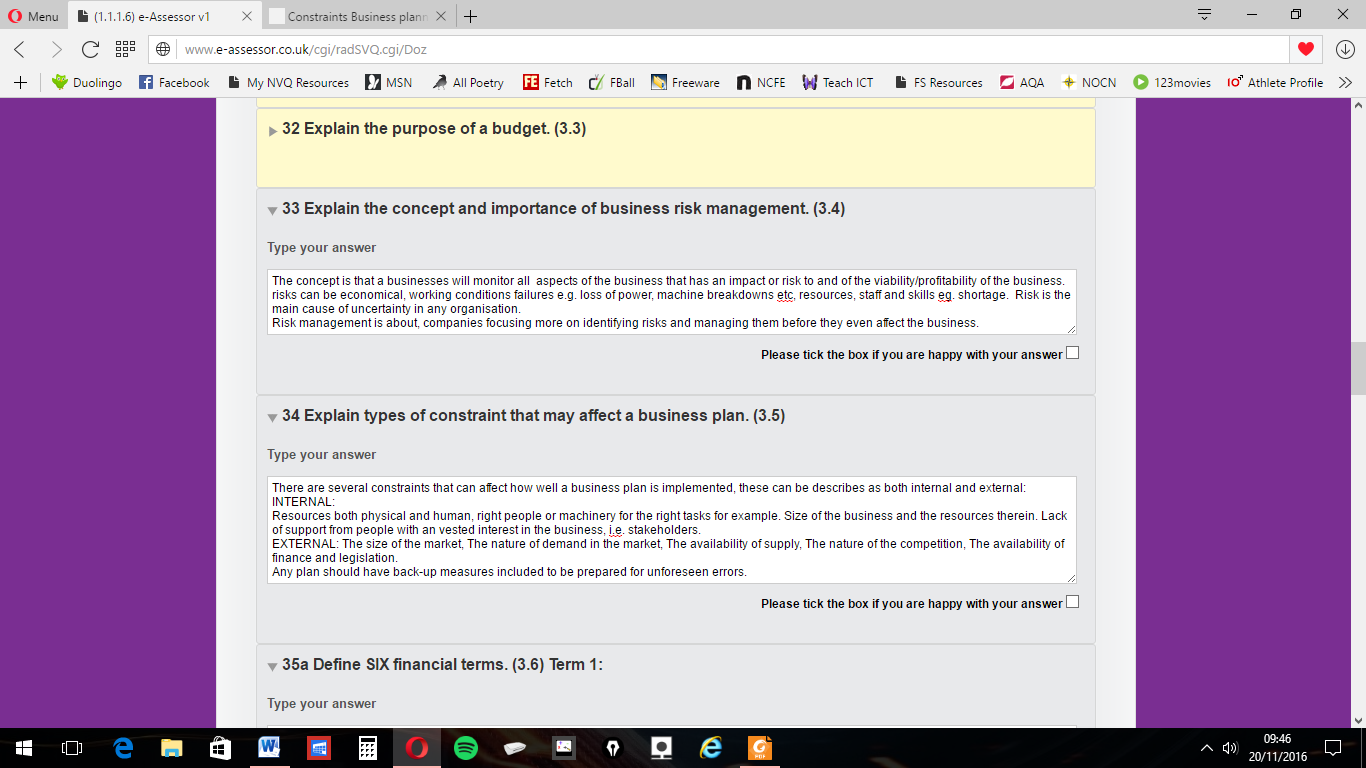 Menu
(1.1.1.6) e-Assessor v1
Constraints Business plann
www.e-assessor.co.uk/cgi/radSVQ.cgi/Doz
Duolingo
Facebook
My NVQ Resources
MSN
All Poetry
Fetch
FBall
Freeware
NCFE
Teach ICT
FS Resources
AQA
NOCN
123movies
Athlete Profile
32 Explain the purpose of a budget. (3.3)
33 Explain the concept and importance of business risk management. (3.4)
Type your answer
The concept is that a businesses will monitor all  aspects of the business that has an impact or risk to and of the viability/profitability of the business.
risks can be economical, working conditions failures e.g. loss of power, machine breakdowns etc, resources, staff and skills eg. shortage.  Risk is the
main cause of uncertainty in any organisation.
Risk management is about, companies focusing more on identifying risks and managing them before they even affect the business.
Please tick the box if you are happy with your answer
34 Explain types of constraint that may affect a business plan. (3.5)
Type your answer
There are several constraints that can affect how well a business plan is implemented, these can be describes as both internal and external:
INTERNAL:
Resources both physical and human, right people or machinery for the right tasks for example. Size of the business and the resources therein. Lack
of support from people with an vested interest in the business, i.e. stakeholders.
EXTERNAL: The size of the market, The nature of demand in the market, The availability of supply, The nature of the competition, The availability of
finance and legislation.
Any plan should have back-up measures included to be prepared for unforeseen errors.
Please tick the box if you are happy with your answer
35a Define SIX financial terms. (3.6) Term 1:
Type your answer
09:46
20/11/2016